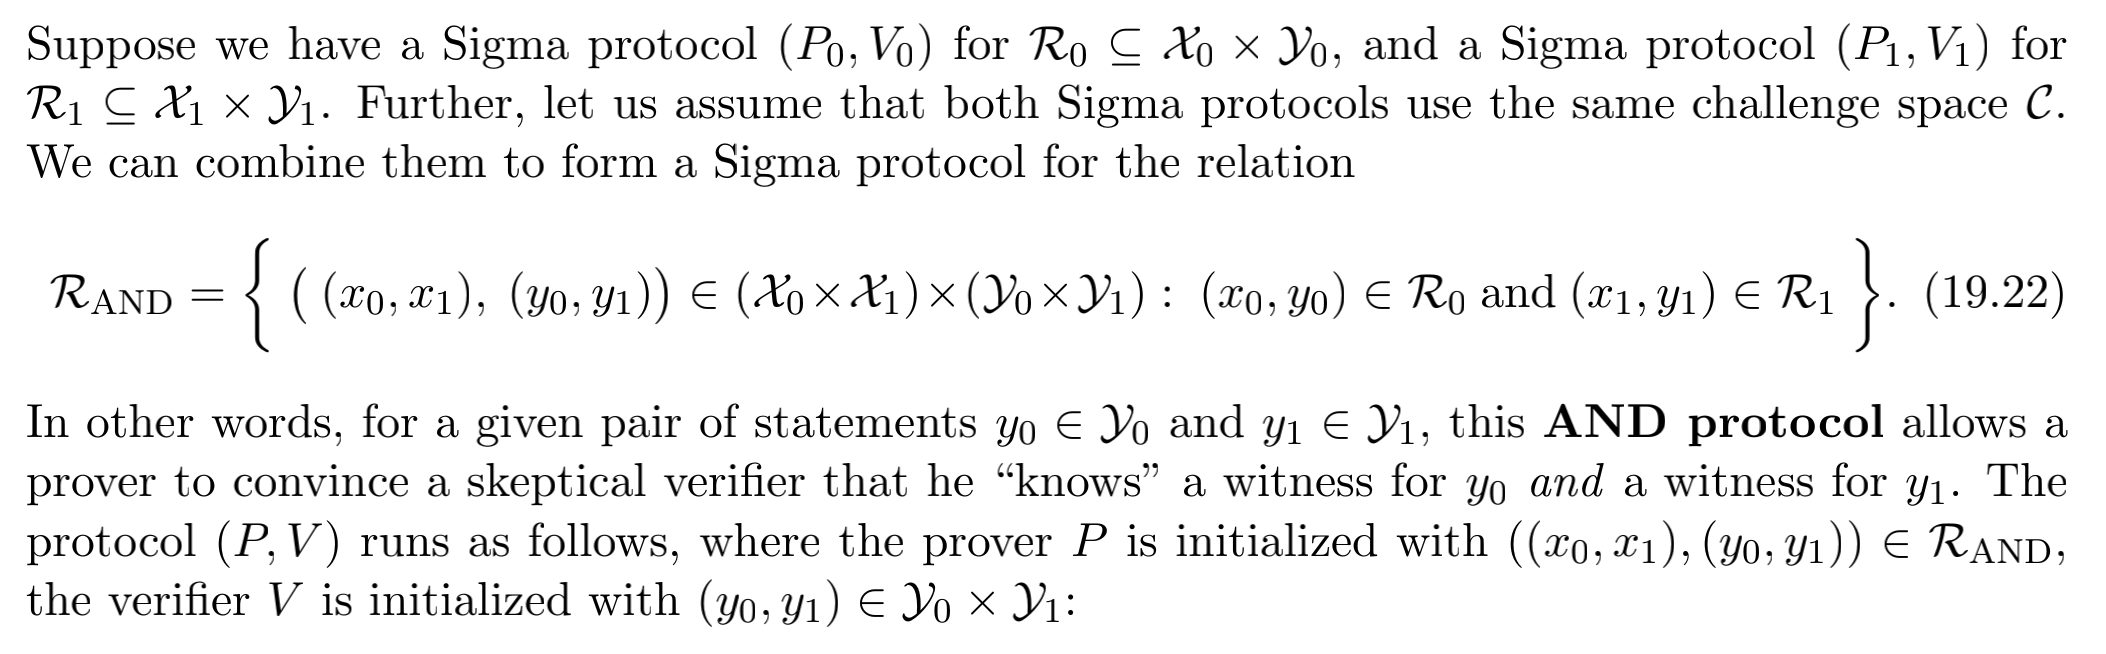 Suppose we have a Sigma protocol (P₀, V₀) for ℛ₀ ⊆ 𝒳₀ × 𝒴₀, and a Sigma protocol (P₁, V₁) for
ℛ₁ ⊆ 𝒳₁ × 𝒴₁. Further, let us assume that both Sigma protocols use the same challenge space 𝒞.
We can combine them to form a Sigma protocol for the relation
ℛ_AND = { ( (x₀, x₁), (y₀, y₁)) ∈ (𝒳₀ × 𝒳₁) × (𝒴₀ × 𝒴₁) : (x₀, y₀) ∈ ℛ₀ and (x₁, y₁) ∈ ℛ₁ }. (19.22)
In other words, for a given pair of statements y₀ ∈ 𝒴₀ and y₁ ∈ 𝒴₁, this AND protocol allows a
prover to convince a skeptical verifier that he “knows” a witness for y₀ and a witness for y₁. The
protocol (P, V) runs as follows, where the prover P is initialized with ((x₀, x₁), (y₀, y₁)) ∈ ℛ_AND,
the verifier V is initialized with (y₀, y₁) ∈ 𝒴₀ × 𝒴₁: